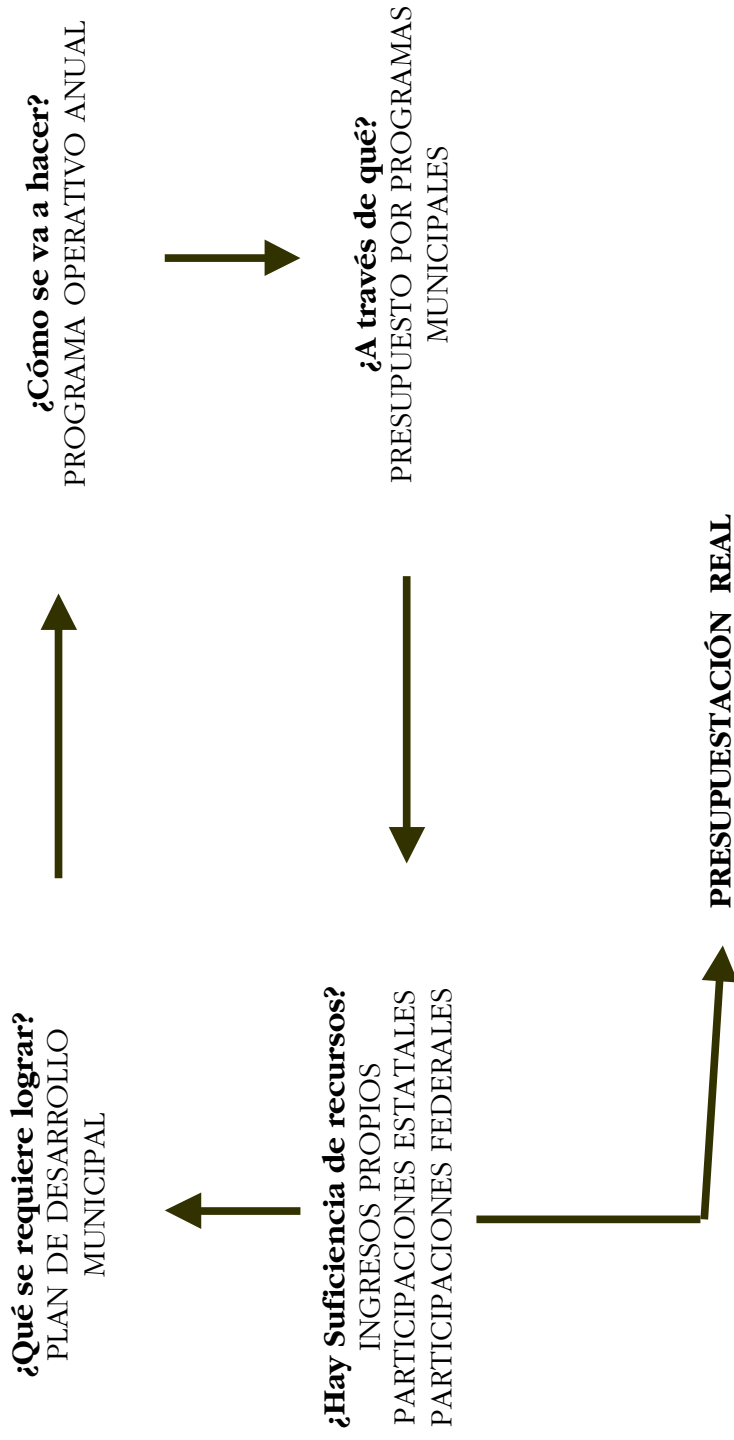 ¿Qué se requiere lograr?
PLAN DE DESARROLLO
MUNICIPAL
¿Cómo se va a hacer?
PROGRAMA OPERATIVO ANUAL
¿Hay Suficiencia de recursos?
INGRESOS PROPIOS
PARTICIPACIONES ESTATALES
PARTICIPACIONES FEDERALES
¿A través de qué?
PRESUPUESTO POR PROGRAMAS
MUNICIPALES
PRESUPUESTACIÓN REAL